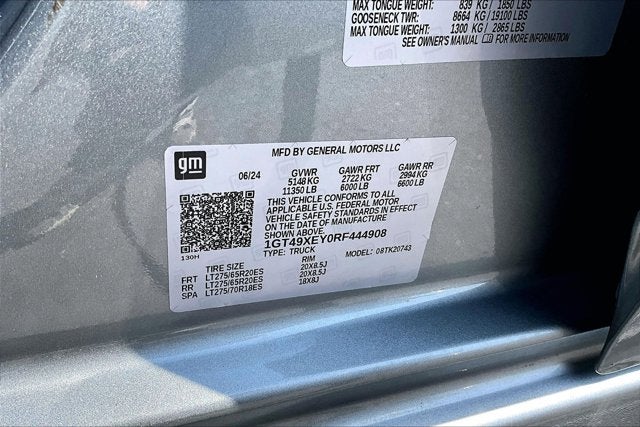 MAX TONGUE WEIGHT: 839 KG / 1850 LBS
GOOSENECK TWR: 8664 KG / 19100 LBS
MAX TONGUE WEIGHT: 1300 KG / 2865 LBS
SEE OWNER'S MANUAL FOR MORE INFORMATION
gm
MFD BY GENERAL MOTORS LLC
06/24 GVWR GAWR FRT GAWR RR
5148 KG 2722 KG 2994 KG
11350 LB 6000 LB 6600 LB
THIS VEHICLE CONFORMS TO ALL
APPLICABLE U.S. FEDERAL MOTOR
VEHICLE SAFETY STANDARDS IN EFFECT
ON THE DATE OF MANUFACTURE
SHOWN ABOVE.
1GT49XEY0RF444908
130H TYPE: TRUCK MODEL: 08TK20743
TIRE SIZE RIM
FRT LT275/65R20ES 20X8.5J
RR LT275/65R20ES 20X8.5J
SPA LT275/70R18ES 18X8J